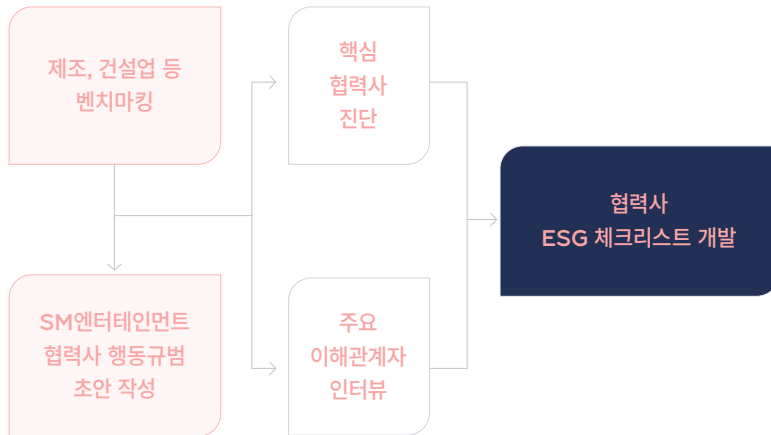 제조, 건설업 등
벤치마킹
SM엔터테인먼트
협력사 행동규범
초안 작성
핵심
협력사
진단
주요
이해관계자
인터뷰
협력사
ESG 체크리스트 개발